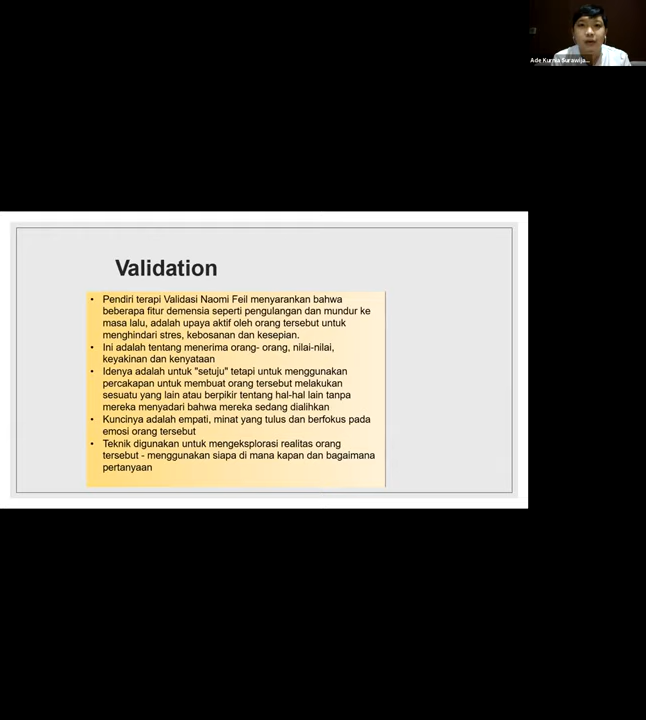 Ade Kurnia Surawija...
Validation
• Pendiri terapi Validasi Naomi Feil menyarankan bahwa
beberapa fitur demensia seperti pengulangan dan mundur ke
masa lalu, adalah upaya aktif oleh orang tersebut untuk
menghindari stres, kebosanan dan kesepian.
• Ini adalah tentang menerima orang- orang, nilai-nilai,
keyakinan dan kenyataan
• Idenya adalah untuk "setuju" tetapi untuk menggunakan
percakapan untuk membuat orang tersebut melakukan
sesuatu yang lain atau berpikir tentang hal-hal lain tanpa
mereka menyadari bahwa mereka sedang dialihkan
• Kuncinya adalah empati, minat yang tulus dan berfokus pada
emosi orang tersebut
• Teknik digunakan untuk mengeksplorasi realitas orang
tersebut - menggunakan siapa di mana kapan dan bagaimana
pertanyaan